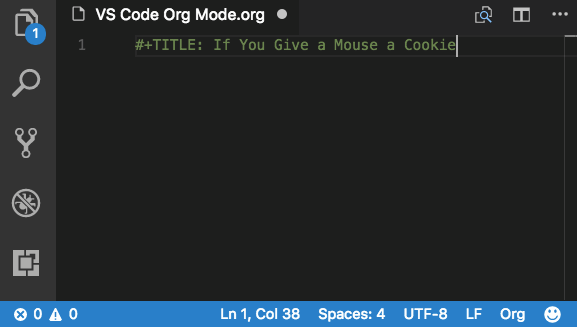 VS Code Org Mode.org
1
1 #+TITLE: If You Give a Mouse a Cookie
0 0 Ln 1, Col 38 Spaces: 4 UTF-8 LF Org